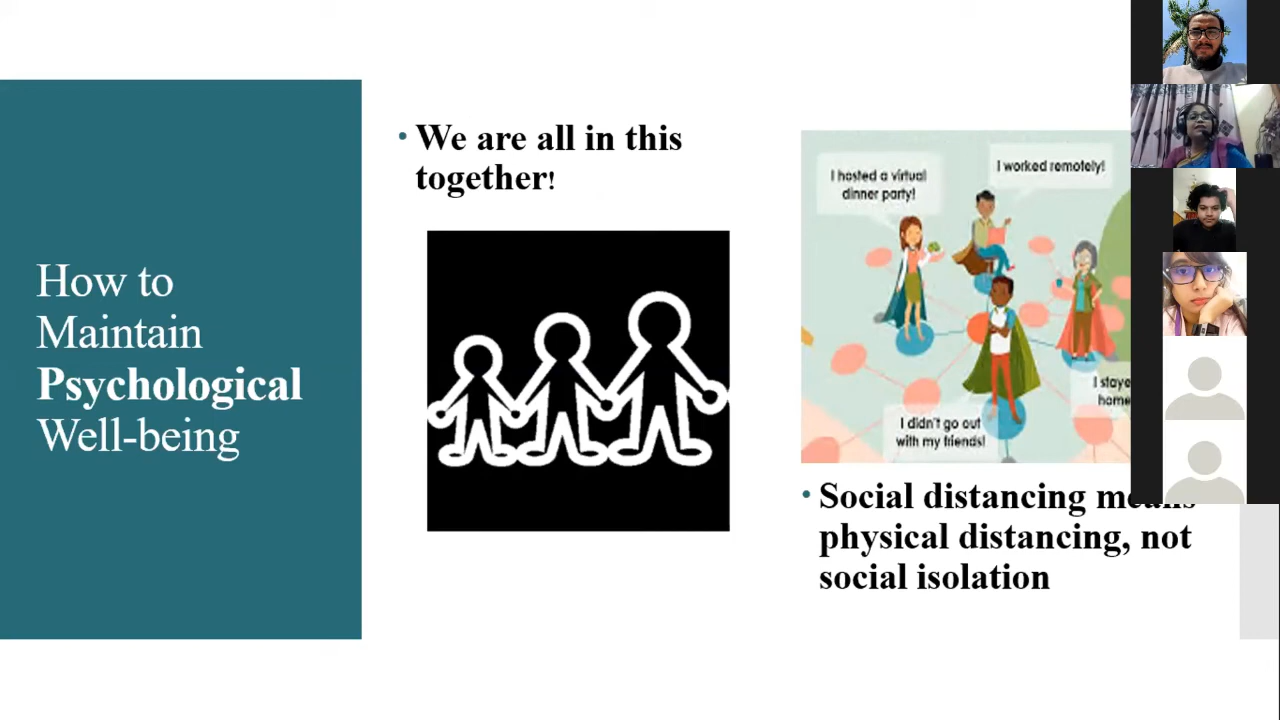 How to
Maintain
Psychological
Well-being
• We are all in this
together!
I hosted a virtual
dinner party!
I worked remotely!
I didn't go out
with my friends!
• Social distancing means
physical distancing, not
social isolation